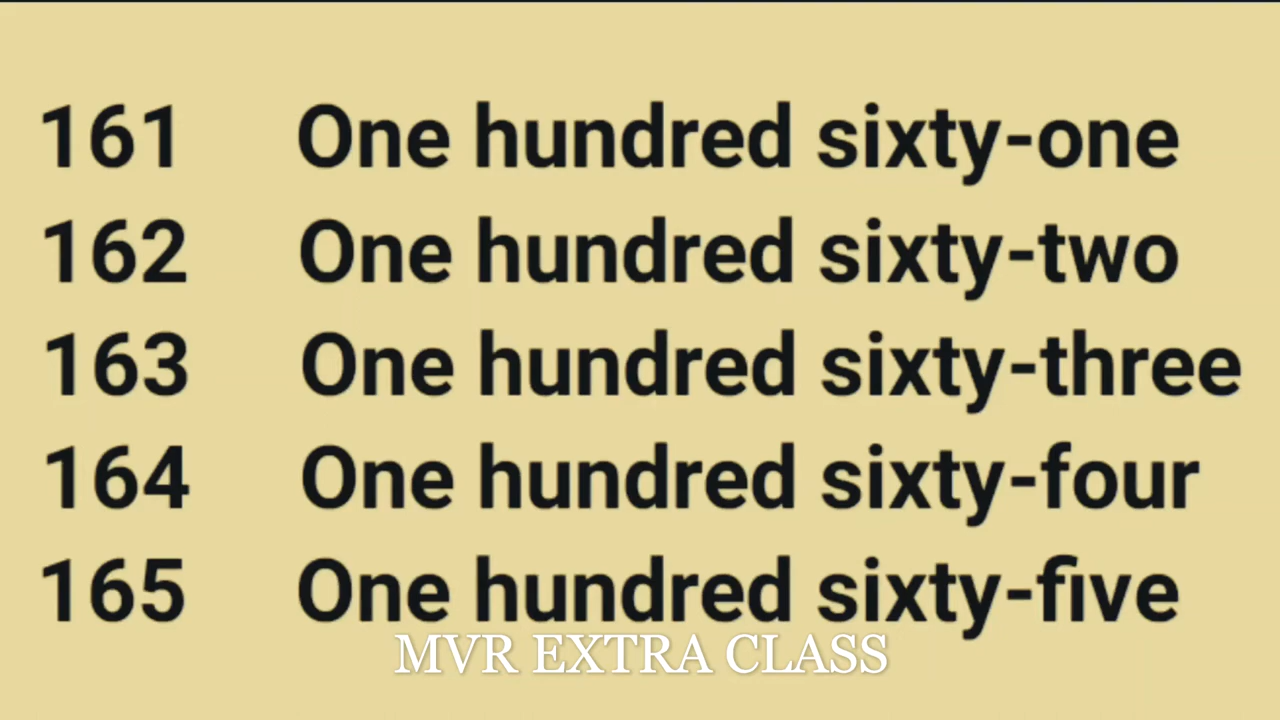 161 One hundred sixty-one
162 One hundred sixty-two
163 One hundred sixty-three
164 One hundred sixty-four
165 One hundred sixty-five
MVR EXTRA CLASS